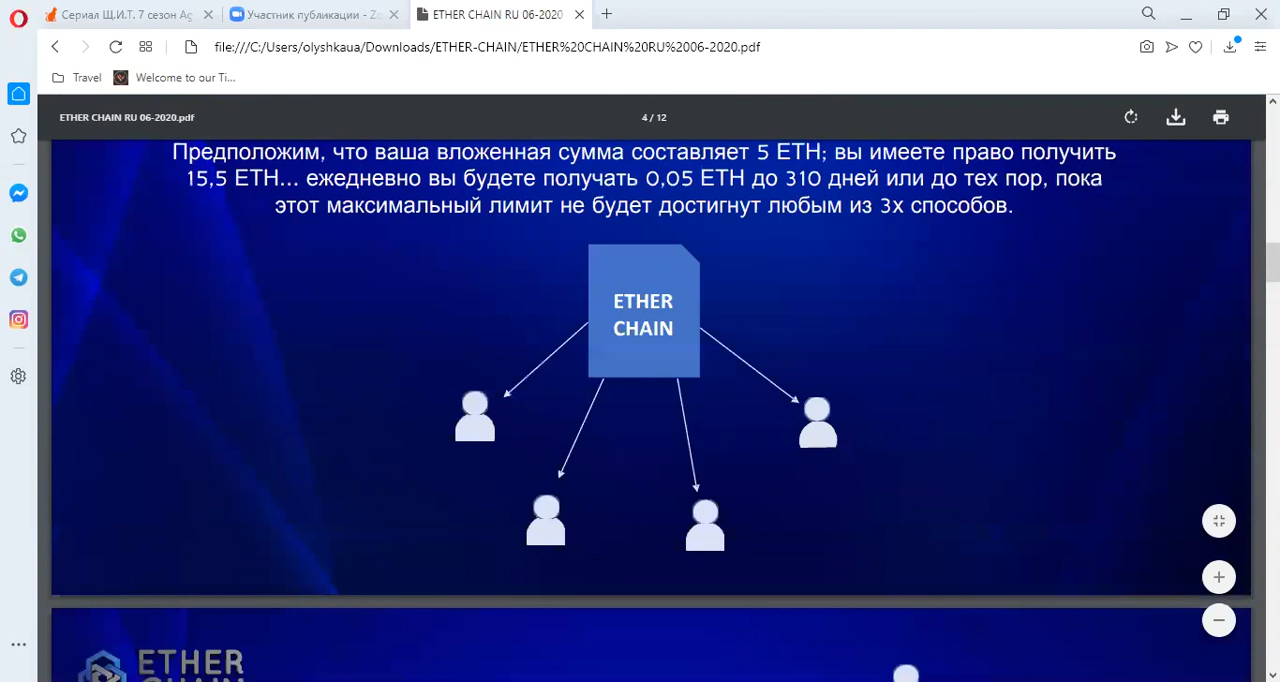 Сериал Щ.И.Т. 7 сезон Ag
Участник публикации - Zo
ETHER CHAIN RU 06-2020
file:///C:/Users/olyshkaua/Downloads/ETHER-CHAIN/ETHER%20CHAIN%20RU%2006-2020.pdf
Travel
Welcome to our Ti...
ETHER CHAIN RU 06-2020.pdf
4 / 12
Предположим, что ваша вложенная сумма составляет 5 ETH; вы имеете право получить
15,5 ETH... ежедневно вы будете получать 0,05 ETH до 310 дней или до тех пор, пока
этот максимальный лимит не будет достигнут любым из 3х способов.
ETHER
CHAIN
ETHER
CHAIN